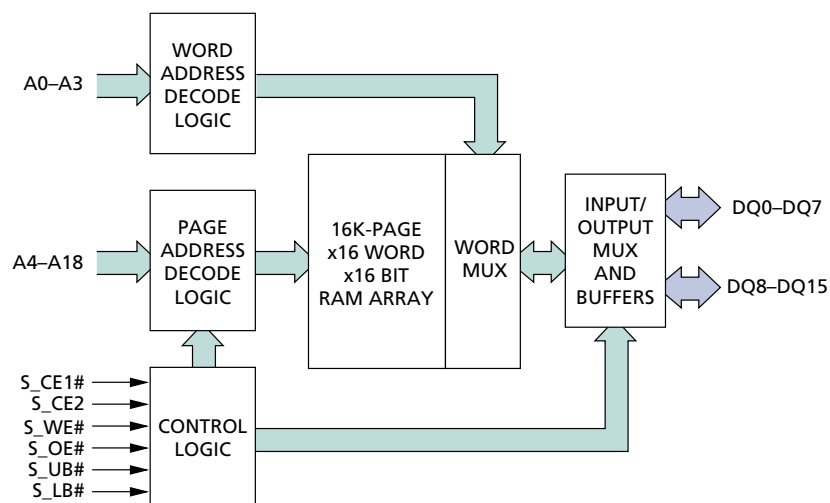 A0–A3
WORD
ADDRESS
DECODE
LOGIC
A4–A18
PAGE
ADDRESS
DECODE
LOGIC
16K-PAGE
x16 WORD
x16 BIT
RAM ARRAY
WORD
MUX
INPUT/
OUTPUT
MUX
AND
BUFFERS
DQ0–DQ7
DQ8–DQ15
S_CE1#
S_CE2
S_WE#
S_OE#
S_UB#
S_LB#
CONTROL
LOGIC